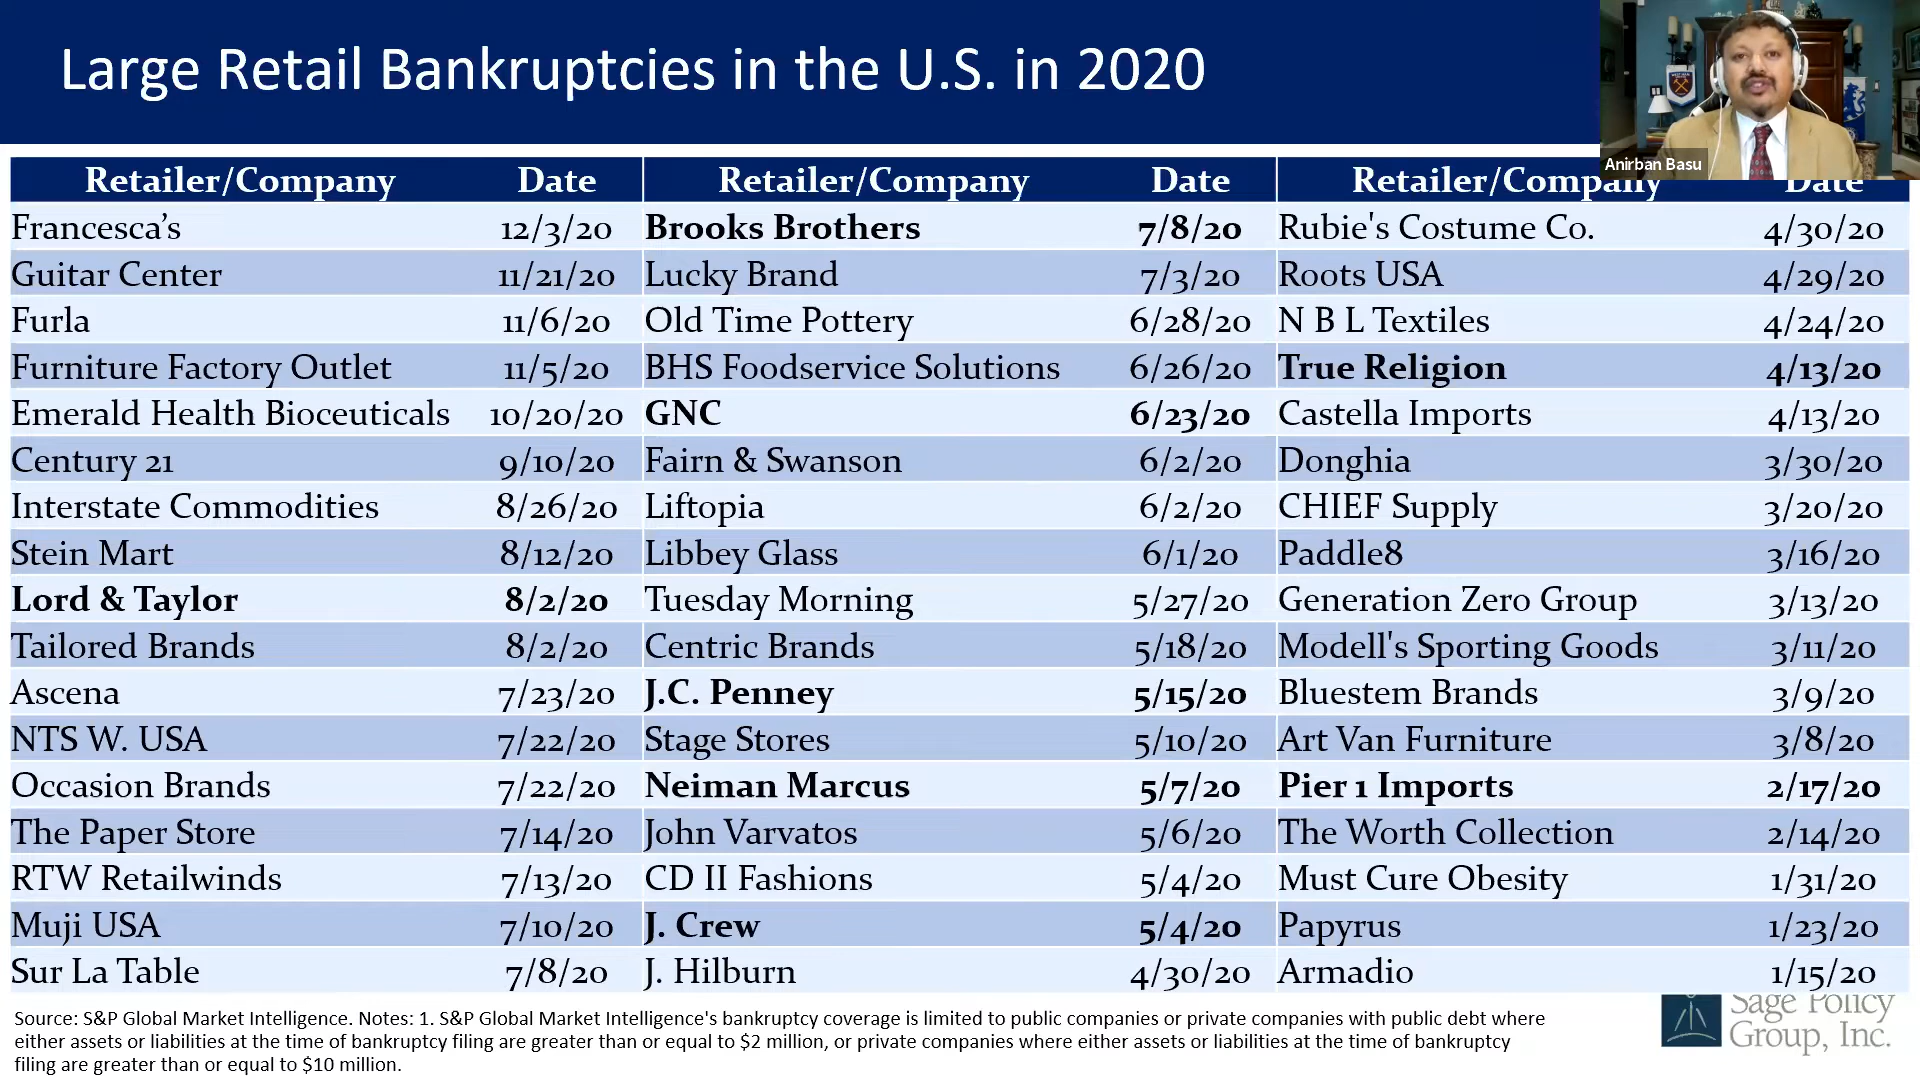 Large Retail Bankruptcies in the U.S. in 2020
Anirban Basu
Retailer/Company Date Retailer/Company Date Retailer/Company Date
Francesca’s 12/3/20 Brooks Brothers 7/8/20 Rubie's Costume Co. 4/30/20
Guitar Center 11/21/20 Lucky Brand 7/3/20 Roots USA 4/29/20
Furla 11/6/20 Old Time Pottery 6/28/20 N B L Textiles 4/24/20
Furniture Factory Outlet 11/5/20 BHS Foodservice Solutions 6/26/20 True Religion 4/13/20
Emerald Health Bioceuticals 10/20/20 GNC 6/23/20 Castella Imports 4/13/20
Century 21 9/10/20 Fairn & Swanson 6/2/20 Donghia 3/30/20
Interstate Commodities 8/26/20 Liftopia 6/2/20 CHIEF Supply 3/20/20
Stein Mart 8/12/20 Libbey Glass 6/1/20 Paddle8 3/16/20
Lord & Taylor 8/2/20 Tuesday Morning 5/27/20 Generation Zero Group 3/13/20
Tailored Brands 8/2/20 Centric Brands 5/18/20 Modell's Sporting Goods 3/11/20
Ascena 7/23/20 J.C. Penney 5/15/20 Bluestem Brands 3/9/20
NTS W. USA 7/22/20 Stage Stores 5/10/20 Art Van Furniture 3/8/20
Occasion Brands 7/22/20 Neiman Marcus 5/7/20 Pier 1 Imports 2/17/20
The Paper Store 7/14/20 John Varvatos 5/6/20 The Worth Collection 2/14/20
RTW Retailwinds 7/13/20 CD II Fashions 5/4/20 Must Cure Obesity 1/31/20
Muji USA 7/10/20 J. Crew 5/4/20 Papyrus 1/23/20
Sur La Table 7/8/20 J. Hilburn 4/30/20 Armadio 1/15/20
Source: S&P Global Market Intelligence. Notes: 1. S&P Global Market Intelligence's bankruptcy coverage is limited to public companies or private companies with public debt where
either assets or liabilities at the time of bankruptcy filing are greater than or equal to $2 million, or private companies where either assets or liabilities at the time of bankruptcy
filing are greater than or equal to $10 million.
Sage Policy
Group, Inc.